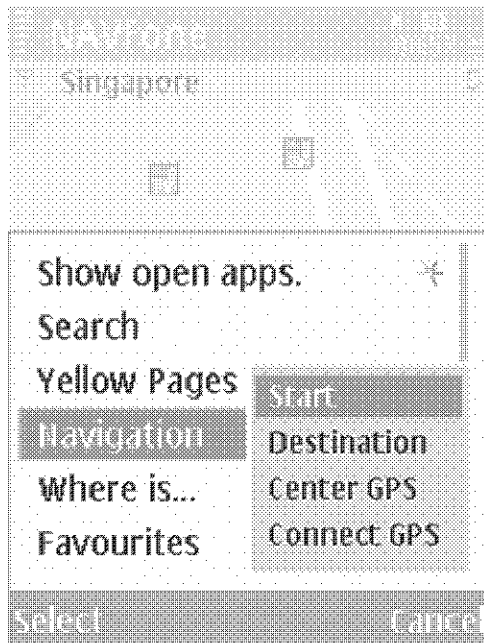 NAVfone
Singapore
Show open apps.
Search
Yellow Pages
Navigation
Start
Destination
Where is...
Center GPS
Favourites
Connect GPS
Select
Cancel